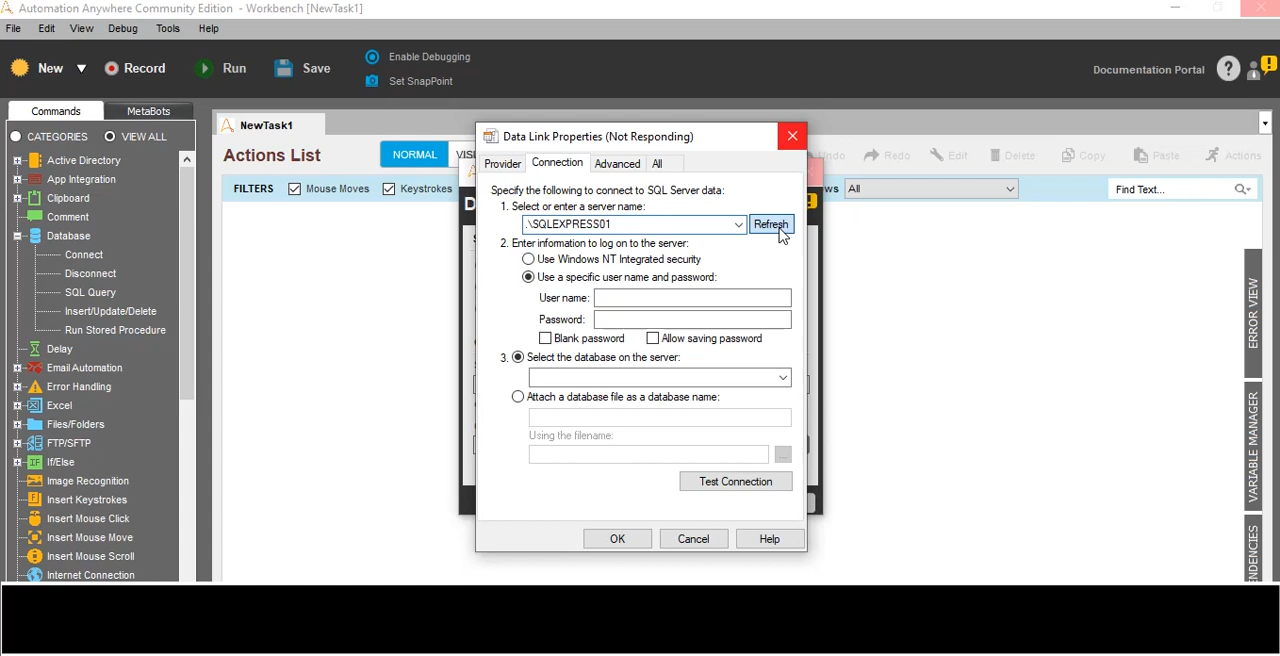 Automation Anywhere Community Edition - Workbench [NewTask1]
File Edit View Debug Tools Help
New Record Run Save Enable Debugging
Set SnapPoint
Documentation Portal
Commands MetaBots
CATEGORIES VIEW ALL
Active Directory
App Integration
Clipboard
Comment
Database
Connect
Disconnect
SQL Query
Insert/Update/Delete
Run Stored Procedure
Delay
Email Automation
Error Handling
Excel
Files/Folders
FTP/SFTP
If/Else
Image Recognition
Insert Keystrokes
Insert Mouse Click
Insert Mouse Move
Insert Mouse Scroll
Internet Connection
NewTask1
Actions List NORMAL Undo Redo Edit Delete Copy Paste Actions
FILTERS Mouse Moves Keystrokes All Find Text...
Data Link Properties (Not Responding)
Provider Connection Advanced All
Specify the following to connect to SQL Server data:
1. Select or enter a server name:
.\SQLEXPRESS01 Refresh
2. Enter information to log on to the server:
Use Windows NT Integrated security
Use a specific user name and password:
User name:
Password:
Blank password Allow saving password
3. Select the database on the server:
Attach a database file as a database name:
Using the filename:
...
Test Connection
OK Cancel Help
ERROR VIEW
VARIABLE MANAGER